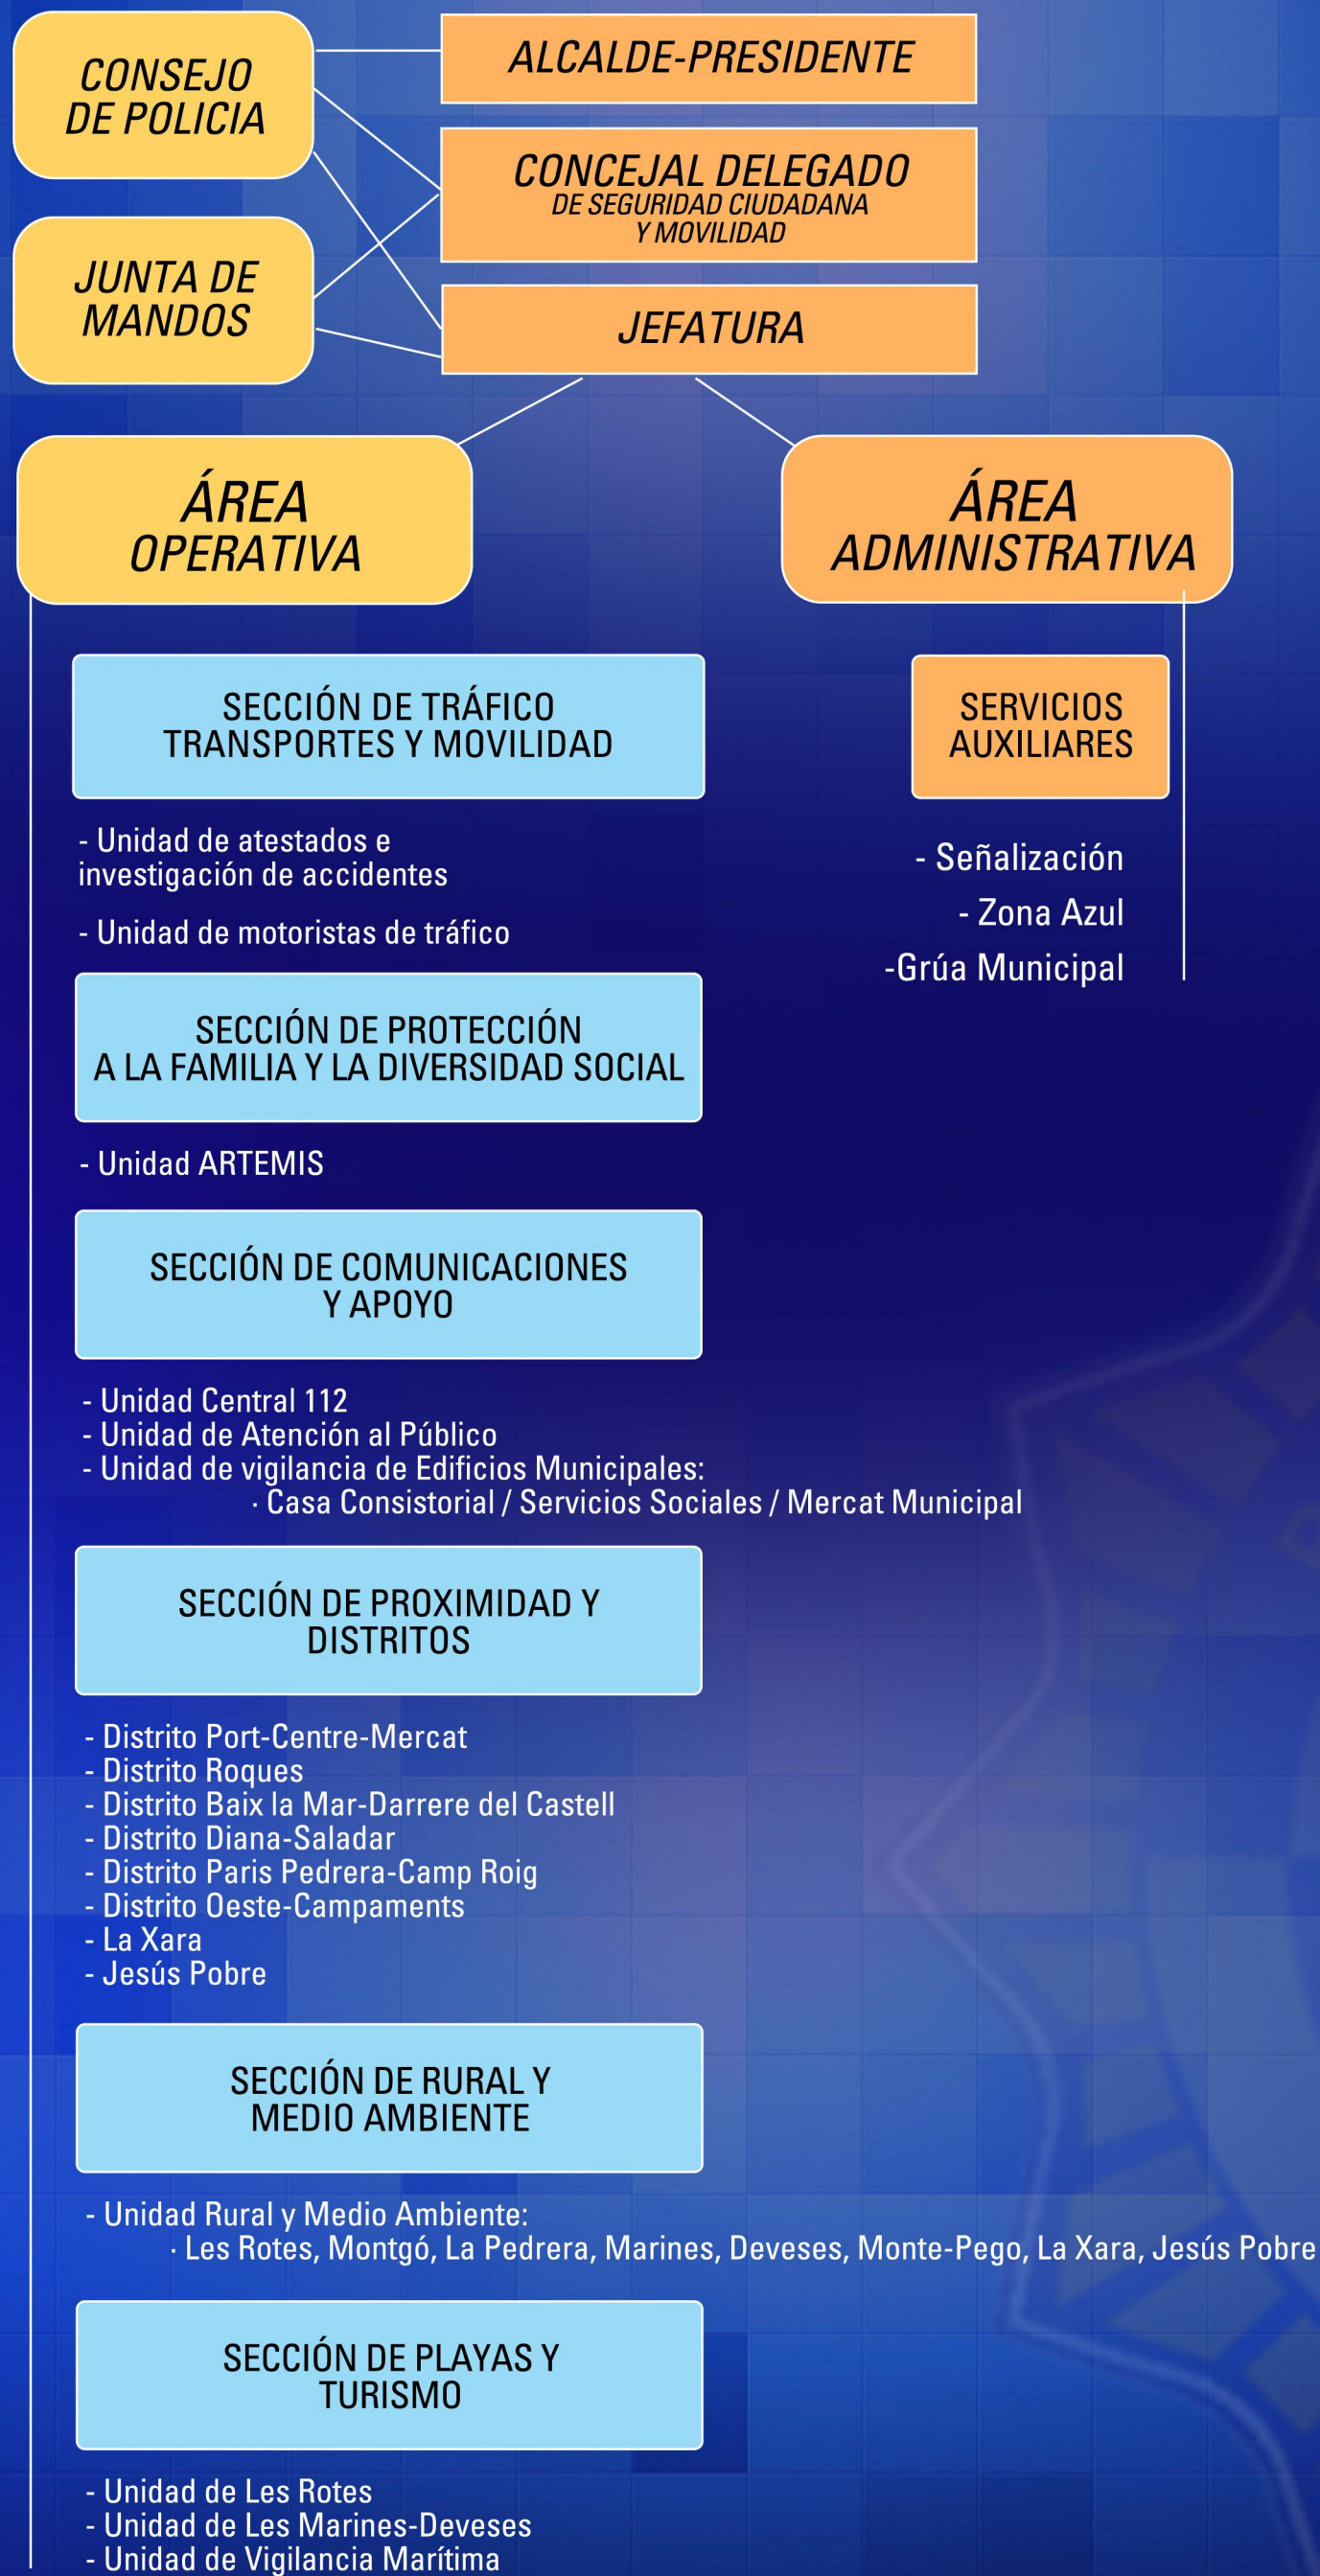 CONSEJO
DE POLICIA
ALCALDE-PRESIDENTE
CONCEJAL DELEGADO
DE SEGURIDAD CIUDADANA
Y MOVILIDAD
JUNTA DE
MANDOS
JEFATURA
ÁREA
OPERATIVA
ÁREA
ADMINISTRATIVA
SECCIÓN DE TRÁFICO
TRANSPORTES Y MOVILIDAD
- Unidad de atestados e
investigación de accidentes
- Unidad de motoristas de tráfico
SERVICIOS
AUXILIARES
- Señalización
- Zona Azul
-Grúa Municipal
SECCIÓN DE PROTECCIÓN
A LA FAMILIA Y LA DIVERSIDAD SOCIAL
- Unidad ARTEMIS
SECCIÓN DE COMUNICACIONES
Y APOYO
- Unidad Central 112
- Unidad de Atención al Público
- Unidad de vigilancia de Edificios Municipales:
· Casa Consistorial / Servicios Sociales / Mercat Municipal
SECCIÓN DE PROXIMIDAD Y
DISTRITOS
- Distrito Port-Centre-Mercat
- Distrito Roques
- Distrito Baix la Mar-Darrere del Castell
- Distrito Diana-Saladar
- Distrito Paris Pedrera-Camp Roig
- Distrito Oeste-Campaments
- La Xara
- Jesús Pobre
SECCIÓN DE RURAL Y
MEDIO AMBIENTE
- Unidad Rural y Medio Ambiente:
· Les Rotes, Montgó, La Pedrera, Marines, Deveses, Monte-Pego, La Xara, Jesús Pobre
SECCIÓN DE PLAYAS Y
TURISMO
- Unidad de Les Rotes
- Unidad de Les Marines-Deveses
- Unidad de Vigilancia Marítima